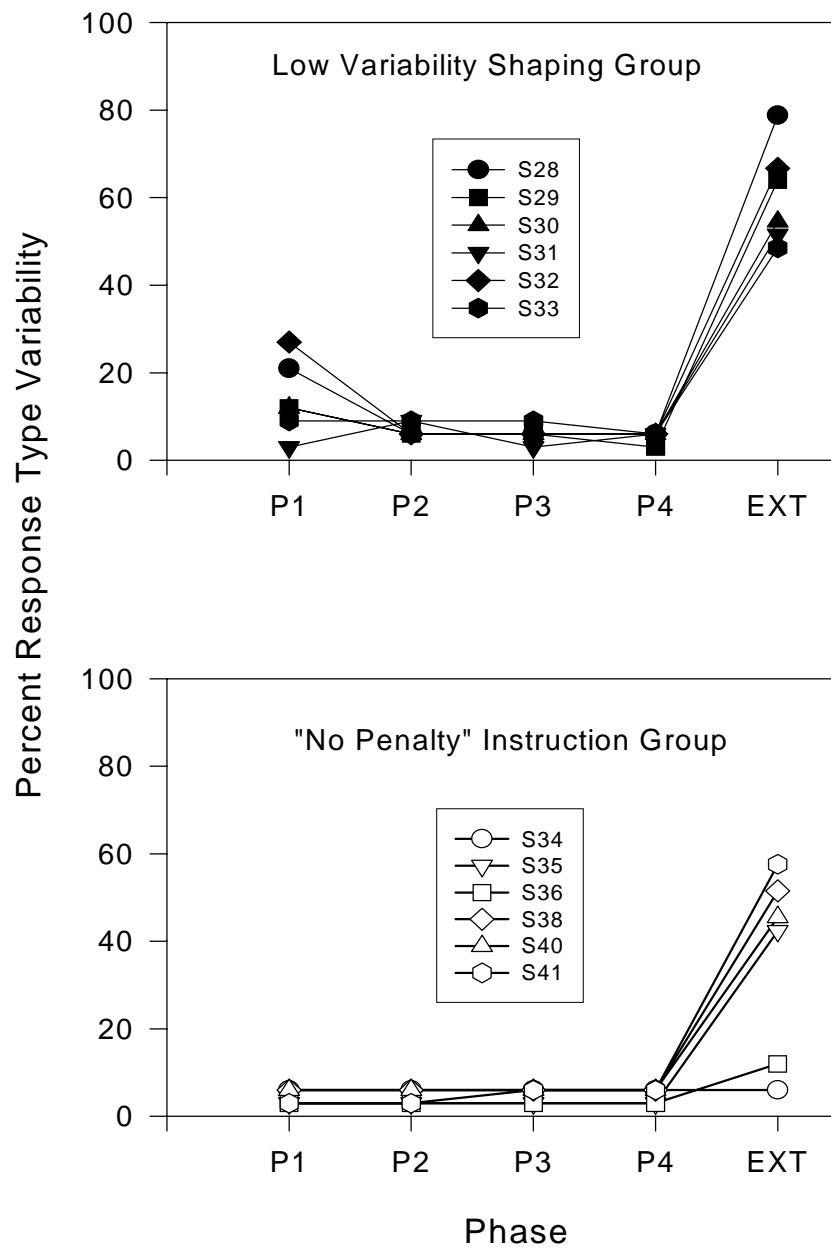 Percent Response Type Variability
100
80
60
40
20
0
Low Variability Shaping Group
S28
S29
S30
S31
S32
S33
P1 P2 P3 P4 EXT
100
80
60
40
20
0
"No Penalty" Instruction Group
S34
S35
S36
S38
S40
S41
P1 P2 P3 P4 EXT
Phase